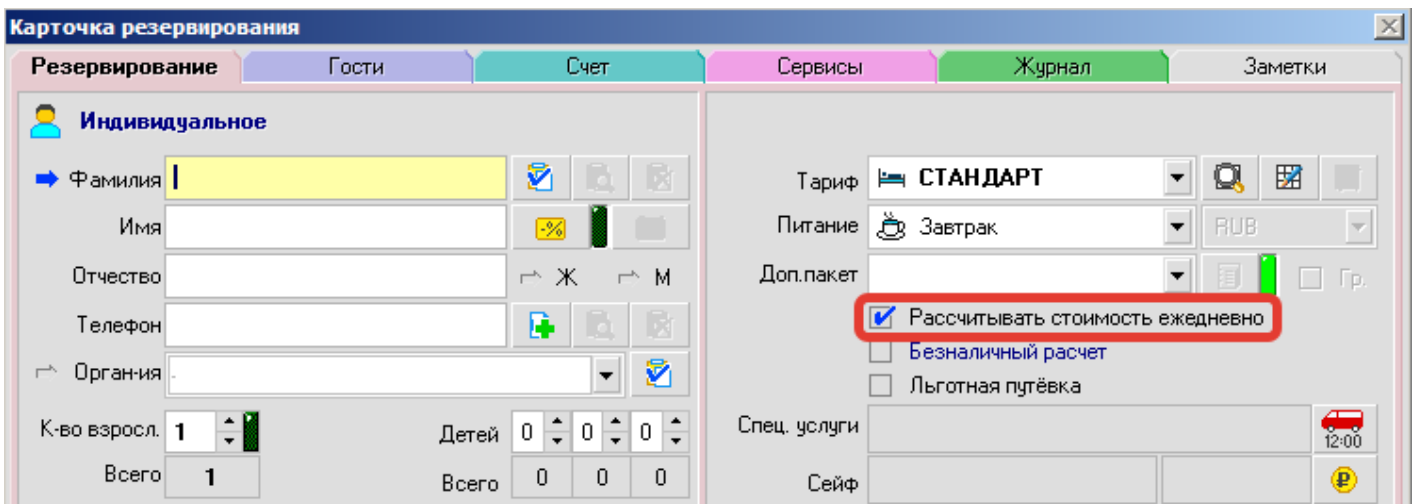 Карточка резервирования
Резервирование Гости Счет Сервисы Журнал Заметки
Индивидуальное
Фамилия
Имя -%
Отчество Ж М
Телефон
Орган-ия -
К-во взросл. 1 Детей 0 0 0
Всего 1 Всего 0 0 0
Тариф СТАНДАРТ
Питание Завтрак RUB
Доп.пакет Гр.
Рассчитывать стоимость ежедневно
Безналичный расчет
Льготная путёвка
Спец. услуги 12:00
Сейф ₽